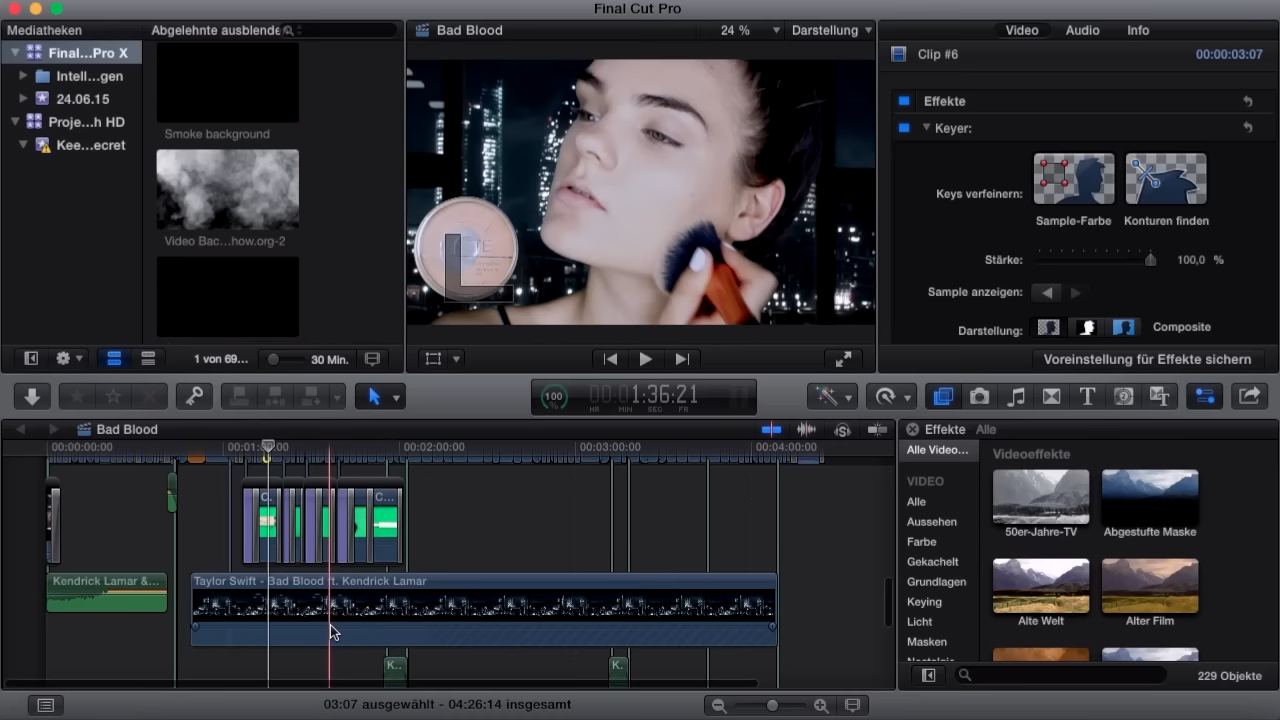 Final Cut Pro
Mediatheken
Abgelehnte ausblende
Bad Blood
24 %
Darstellung
Video
Audio
Info
Final...Pro X
Intell...gen
24.06.15
Proje...h HD
Kee...ecret
Smoke background
Video Bac...how.org-2
Clip #6
00:00:03:07
Effekte
Keyer:
Keys verfeinern:
Sample-Farbe
Konturen finden
Stärke:
100,0 %
Sample anzeigen:
Darstellung:
Composite
1 von 69...
30 Min.
Voreinstellung für Effekte sichern
100
%
1:36:21
HR MIN SEC FR
Bad Blood
00:00:00:00
00:02:00:00
00:03:00:00
00:04:00:00
C.
C...
Kendrick Lamar &...
Taylor Swift - Bad Blood ft. Kendrick Lamar
K..
K.
Effekte
Alle
Alle Video...
VIDEO
Alle
Aussehen
Farbe
Gekachelt
Grundlagen
Keying
Licht
Masken
Videoeffekte
50er-Jahre-TV
Abgestufte Maske
Alte Welt
Alter Film
229 Objekte
03:07 ausgewählt - 04:26:14 insgesamt